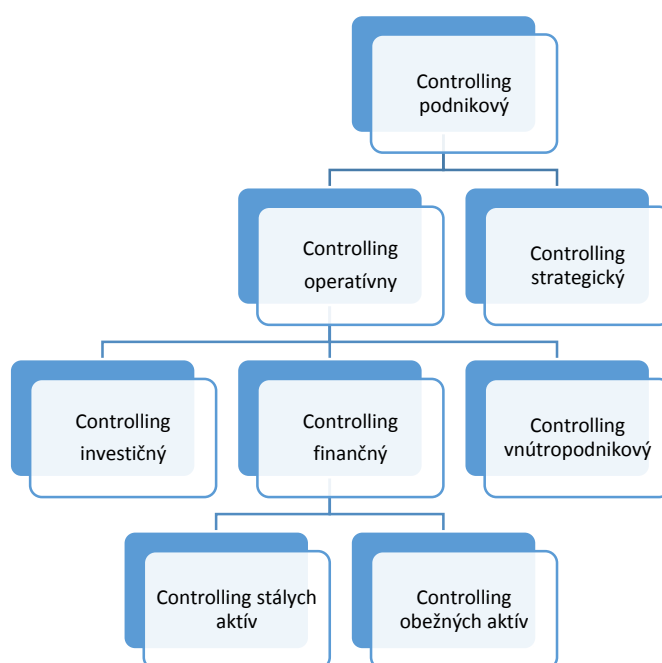 Controlling
podnikový
Controlling
operatívny
Controlling
strategický
Controlling
investičný
Controlling
finančný
Controlling
vnútropodnikový
Controlling stálych
aktív
Controlling
obežných aktív